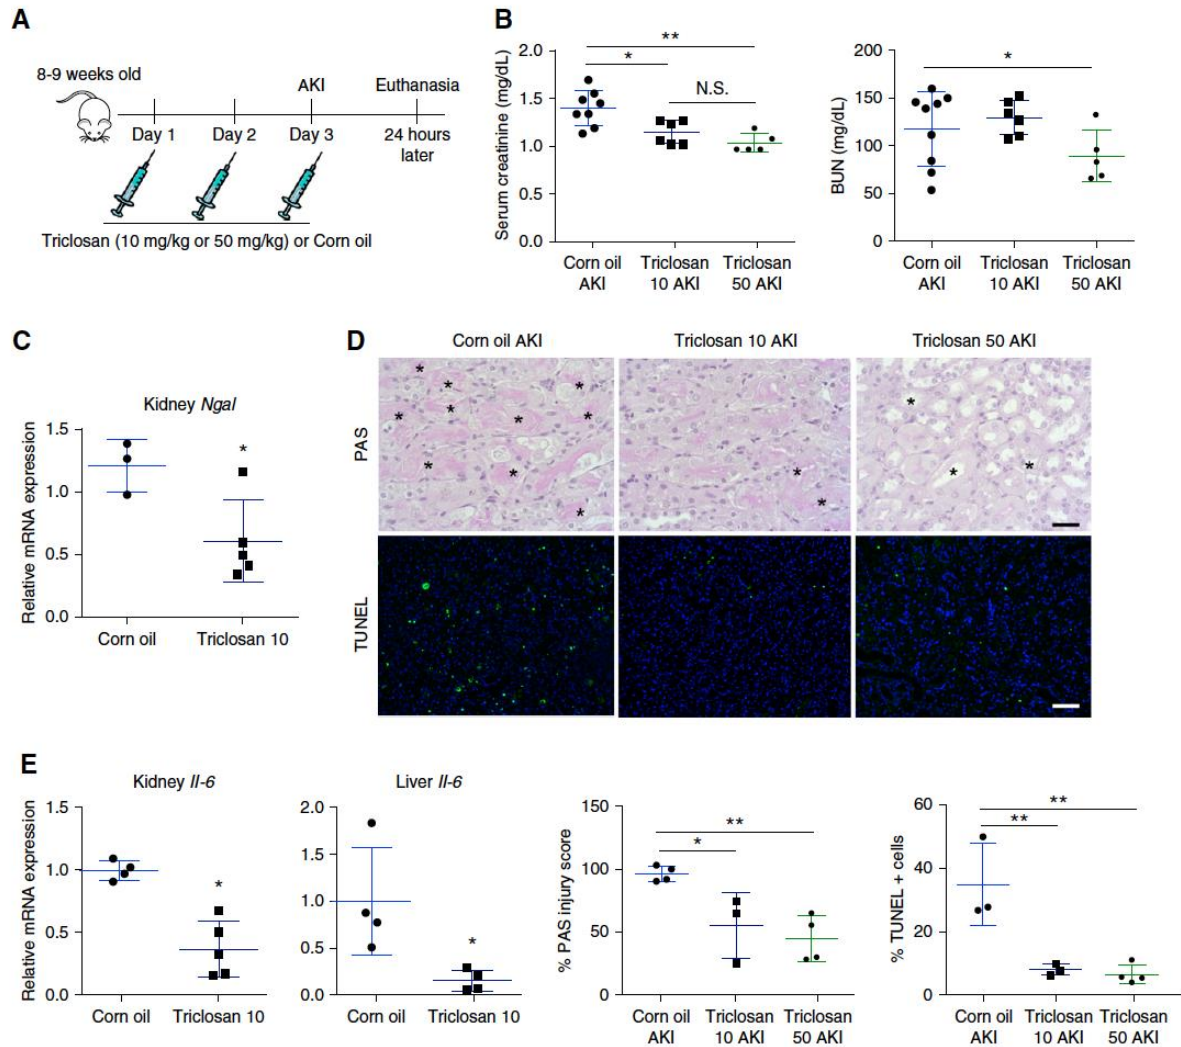 A
8-9 weeks old
AKI
Euthanasia
Day 1
Day 2
Day 3
24 hours
later
Triclosan (10 mg/kg or 50 mg/kg) or Corn oil
B
Serum creatinine (mg/dL)
2.0
1.5
1.0
0.5
0.0
**
*
N.S.
Corn oil
AKI
Triclosan
10 AKI
Triclosan
50 AKI
BUN (mg/dL)
200
150
100
50
0
*
Corn oil
AKI
Triclosan
10 AKI
Triclosan
50 AKI
C
Kidney Ngal
Relative mRNA expression
1.5
1.0
0.5
0.0
*
Corn oil
Triclosan 10
D
Corn oil AKI
Triclosan 10 AKI
Triclosan 50 AKI
PAS
* * * * * * * * * *
* *
* * *
TUNEL
E
Kidney Il-6
Relative mRNA expression
1.5
1.0
0.5
0.0
*
Corn oil
Triclosan 10
Liver Il-6
2.0
1.5
1.0
0.5
0.0
*
Corn oil
Triclosan 10
% PAS injury score
150
100
50
0
**
*
Corn oil
AKI
Triclosan
10 AKI
Triclosan
50 AKI
% TUNEL + cells
60
40
20
0
**
**
Corn oil
AKI
Triclosan
10 AKI
Triclosan
50 AKI